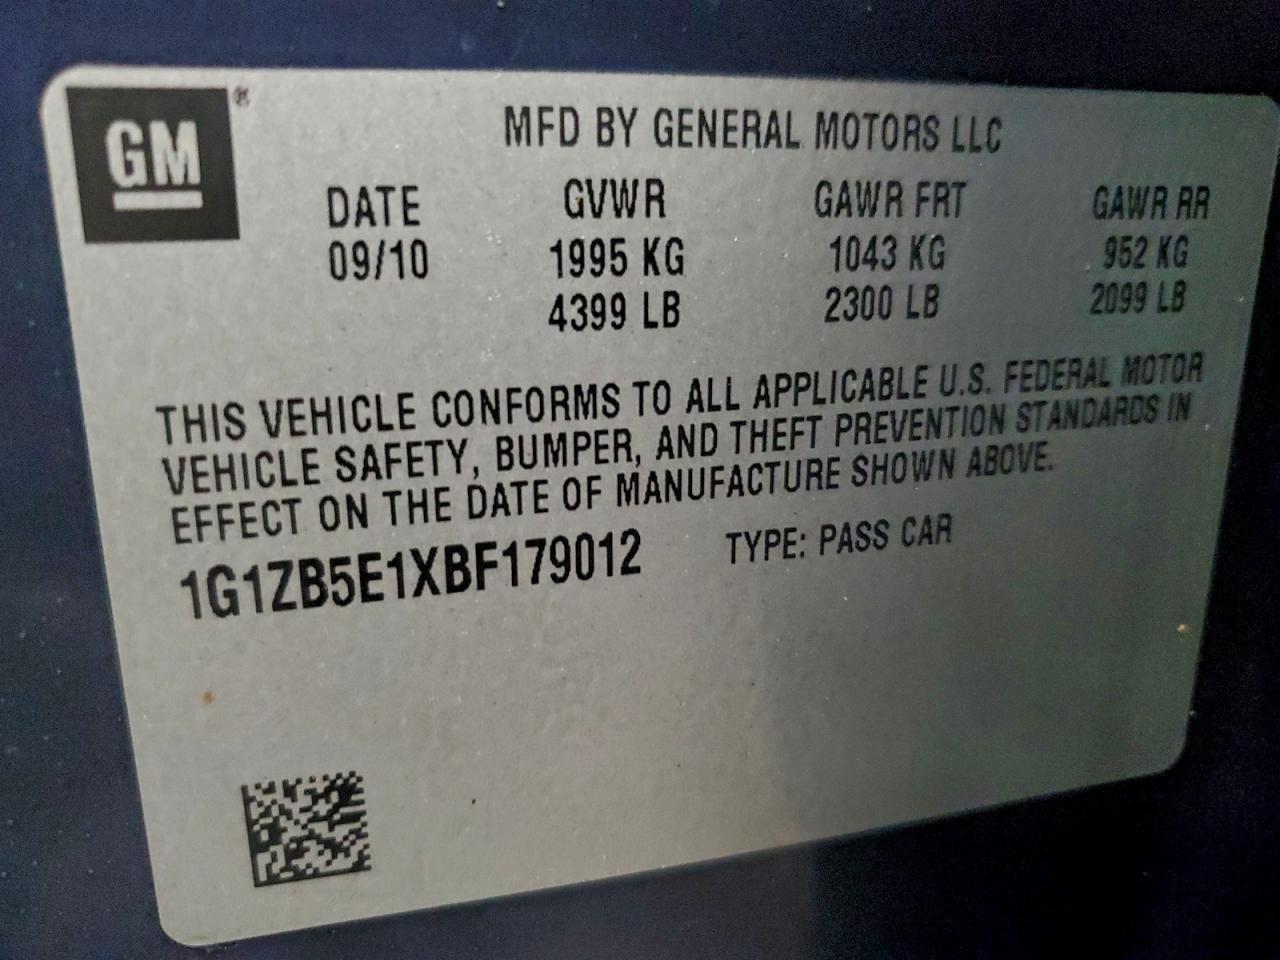 GM®
MFD BY GENERAL MOTORS LLC
DATE GVWR GAWR FRT GAWR RR
09/10 1995 KG 1043 KG 952 KG
4399 LB 2300 LB 2099 LB
THIS VEHICLE CONFORMS TO ALL APPLICABLE U.S. FEDERAL MOTOR
VEHICLE SAFETY, BUMPER, AND THEFT PREVENTION STANDARDS IN
EFFECT ON THE DATE OF MANUFACTURE SHOWN ABOVE.
1G1ZB5E1XBF179012 TYPE: PASS CAR